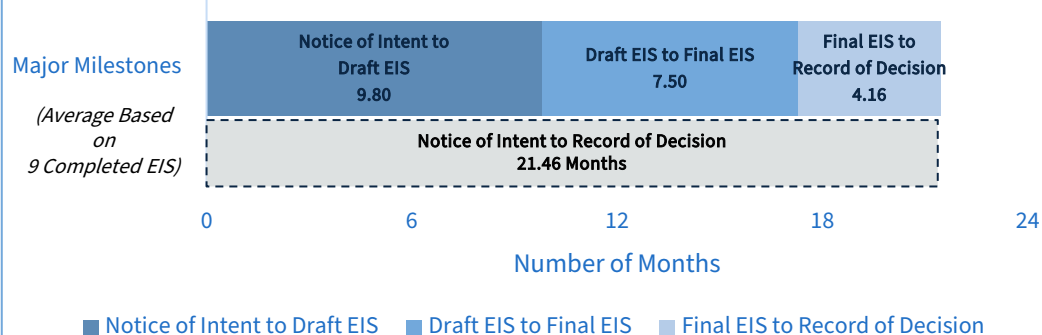 Major Milestones
(Average Based
on
9 Completed EIS)
Notice of Intent to
Draft EIS
9.80
Draft EIS to Final EIS
7.50
Final EIS to
Record of Decision
4.16
Notice of Intent to Record of Decision
21.46 Months
0 6 12 18 24
Number of Months
Notice of Intent to Draft EIS Draft EIS to Final EIS Final EIS to Record of Decision